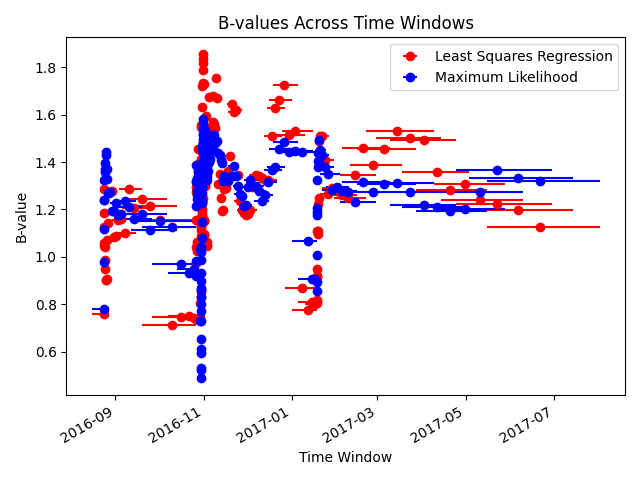 B-values Across Time Windows
Least Squares Regression
Maximum Likelihood
B-value
1.8
1.6
1.4
1.2
1.0
0.8
0.6
2016-09
2016-11
2017-01
2017-03
2017-05
2017-07
Time Window